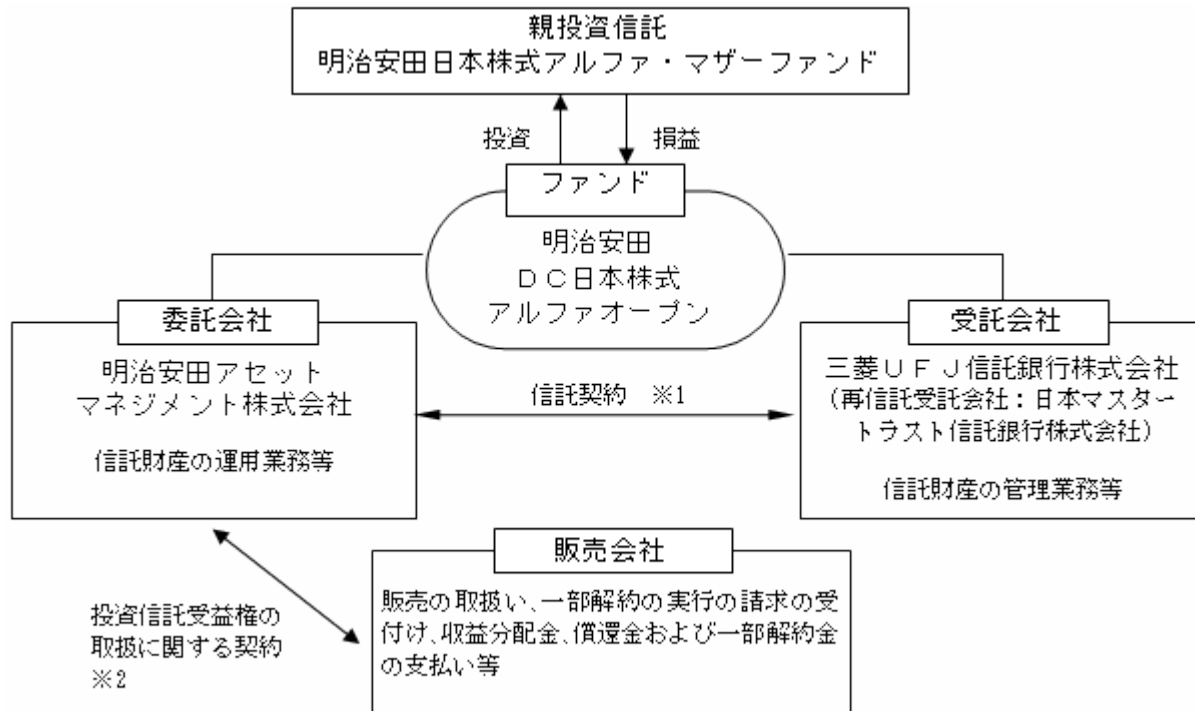 親投資信託
明治安田日本株式アルファ・マザーファンド
投資
損益
ファンド
明治安田
ＤＣ日本株式
アルファオープン
委託会社
明治安田アセット
マネジメント株式会社
信託財産の運用業務等
信託契約　※1
受託会社
三菱ＵＦＪ信託銀行株式会社
（再信託受託会社：日本マスター
トラスト信託銀行株式会社）
信託財産の管理業務等
販売会社
販売の取扱い、一部解約の実行の請求の受
付け、収益分配金、償還金および一部解約金
の支払い等
投資信託受益権の
取扱に関する契約
※2